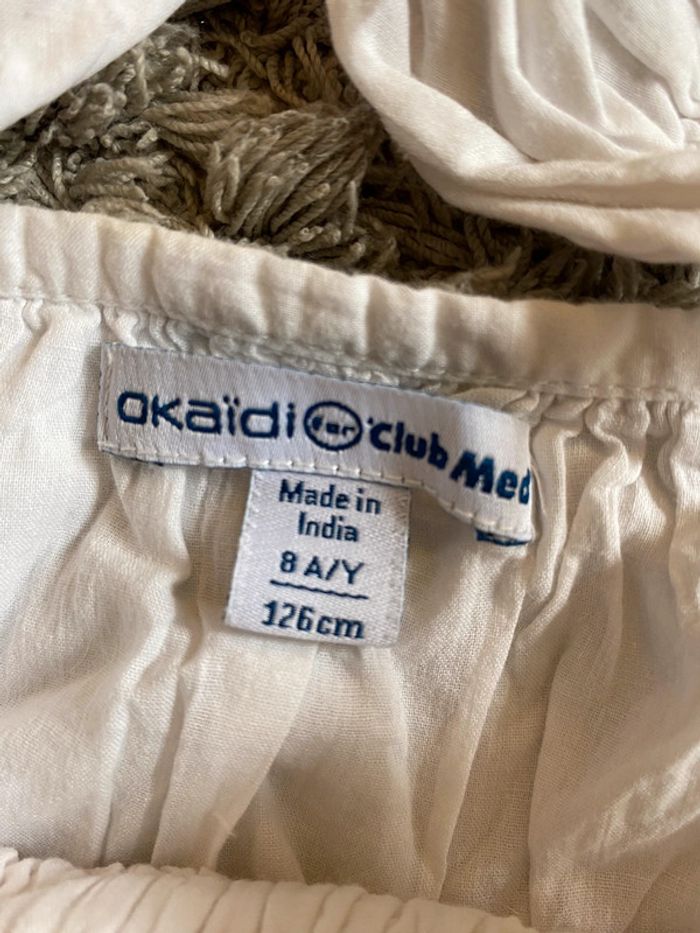 Okaïdi for Club Med
Made in
India
8 A/Y
126cm